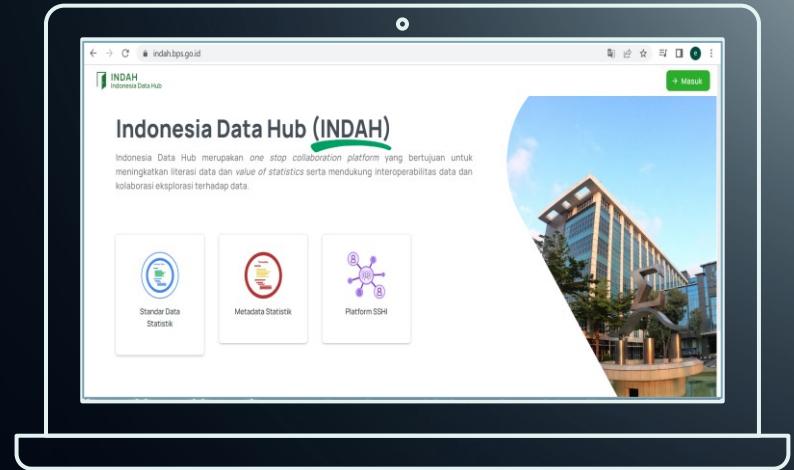 indah.bps.go.id
e
INDAH
Indonesia Data Hub
Masuk
Indonesia Data Hub (INDAH)
Indonesia Data Hub merupakan one stop collaboration platform yang bertujuan untuk
meningkatkan literasi data dan value of statistics serta mendukung interoperabilitas data dan
kolaborasi eksplorasi terhadap data.
Standar Data
Statistik
Metadata Statistik
Platform SSHI